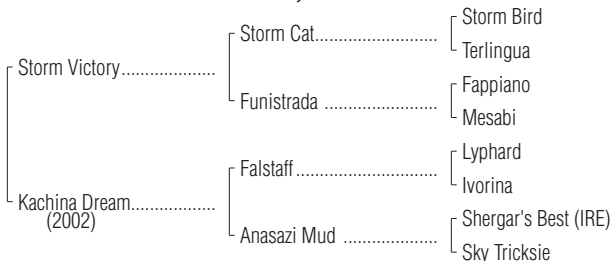 Storm Bird
Storm Cat....................
Terlingua
Storm Victory....................
Fappiano
Funistrada ....................
Mesabi
Lyphard
Falstaff....................
Ivorina
Kachina Dream....................
(2002)
Shergar's Best (IRE)
Anasazi Mud ....................
Sky Tricksie